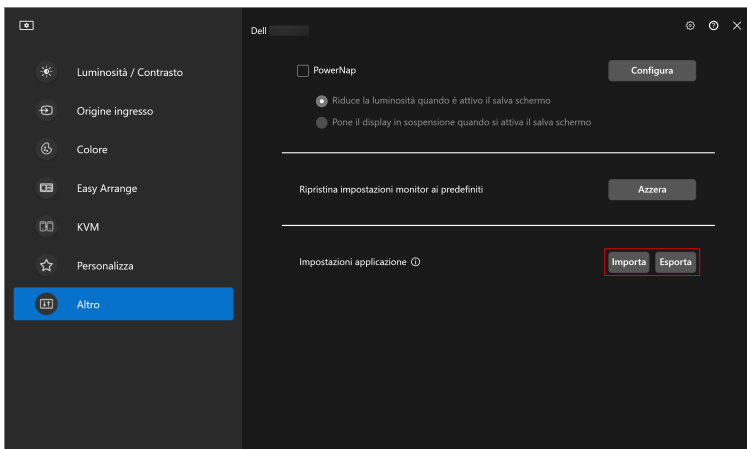 Dell
Luminosità / Contrasto
Origine ingresso
Colore
Easy Arrange
KVM
Personalizza
Altro
PowerNap
Configura
Riduce la luminosità quando è attivo il salva schermo
Pone il display in sospensione quando si attiva il salva schermo
Ripristina impostazioni monitor ai predefiniti
Azzera
Impostazioni applicazione
Importa
Esporta